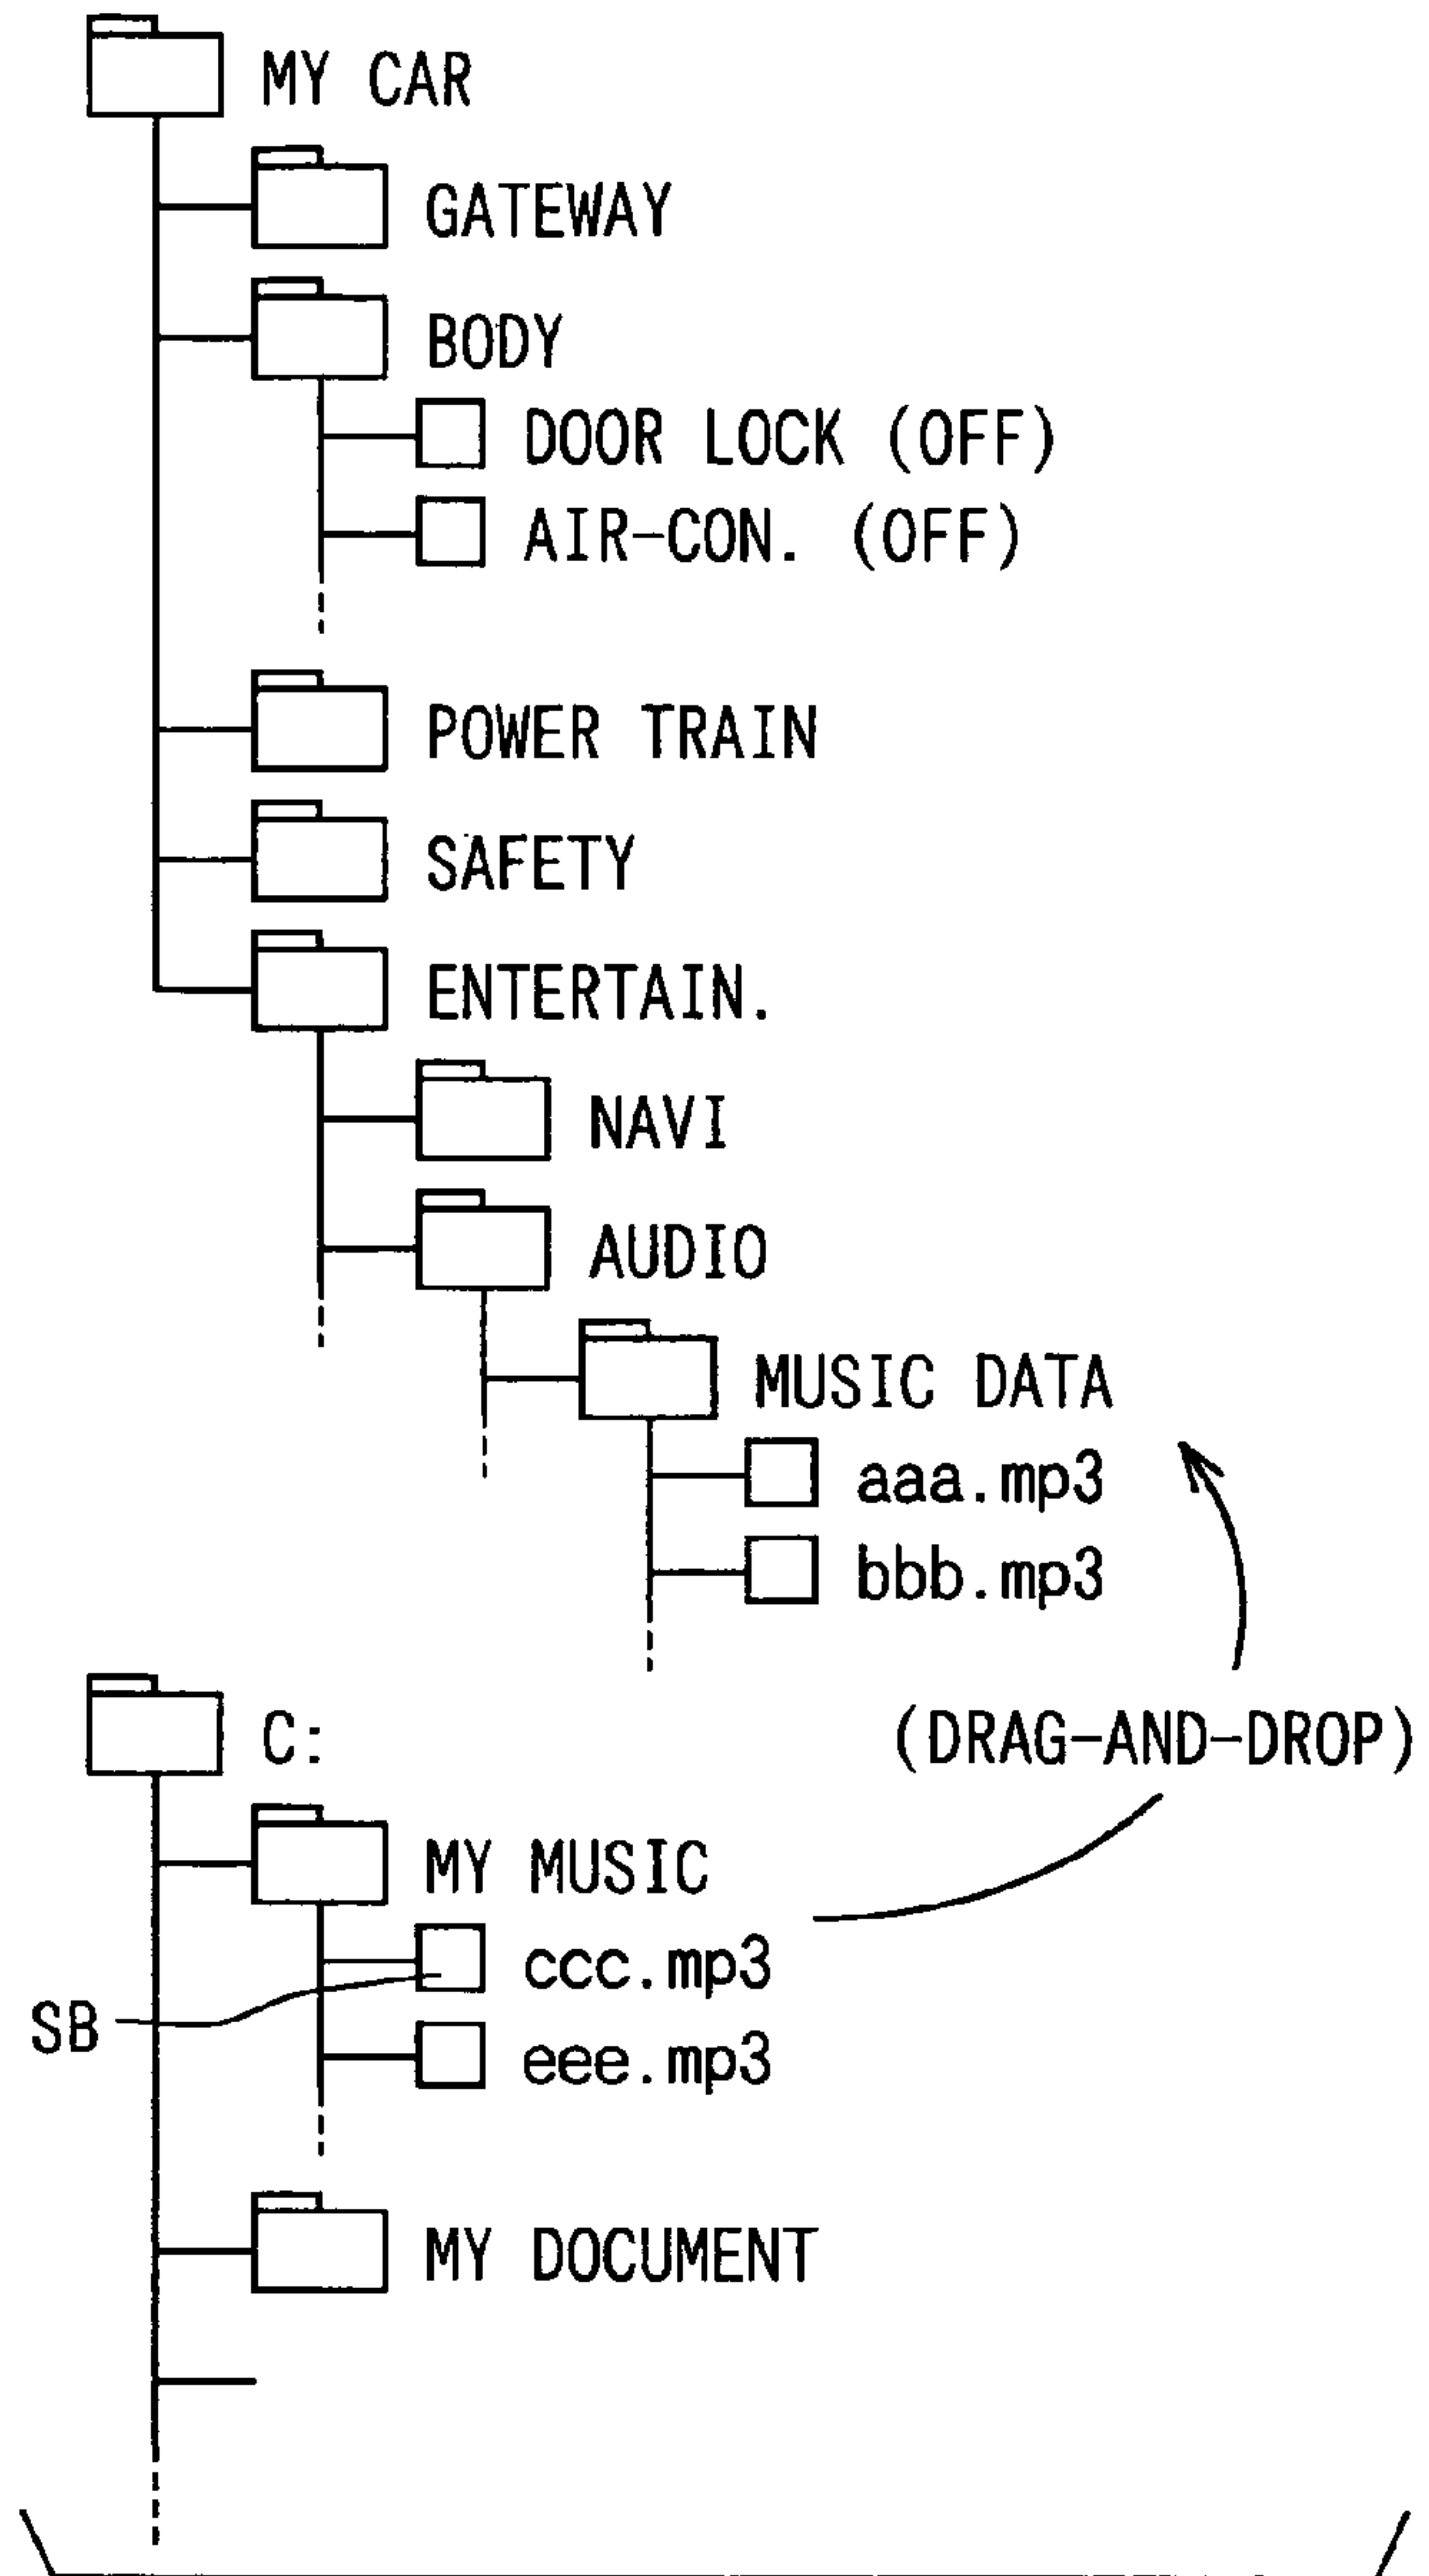 MY CAR
GATEWAY
BODY
DOOR LOCK (OFF)
AIR-CON. (OFF)
POWER TRAIN
SAFETY
ENTERTAIN.
NAVI
AUDIO
MUSIC DATA
aaa.mp3
bbb.mp3
C:
(DRAG-AND-DROP)
MY MUSIC
ccc.mp3
SB
eee.mp3
MY DOCUMENT